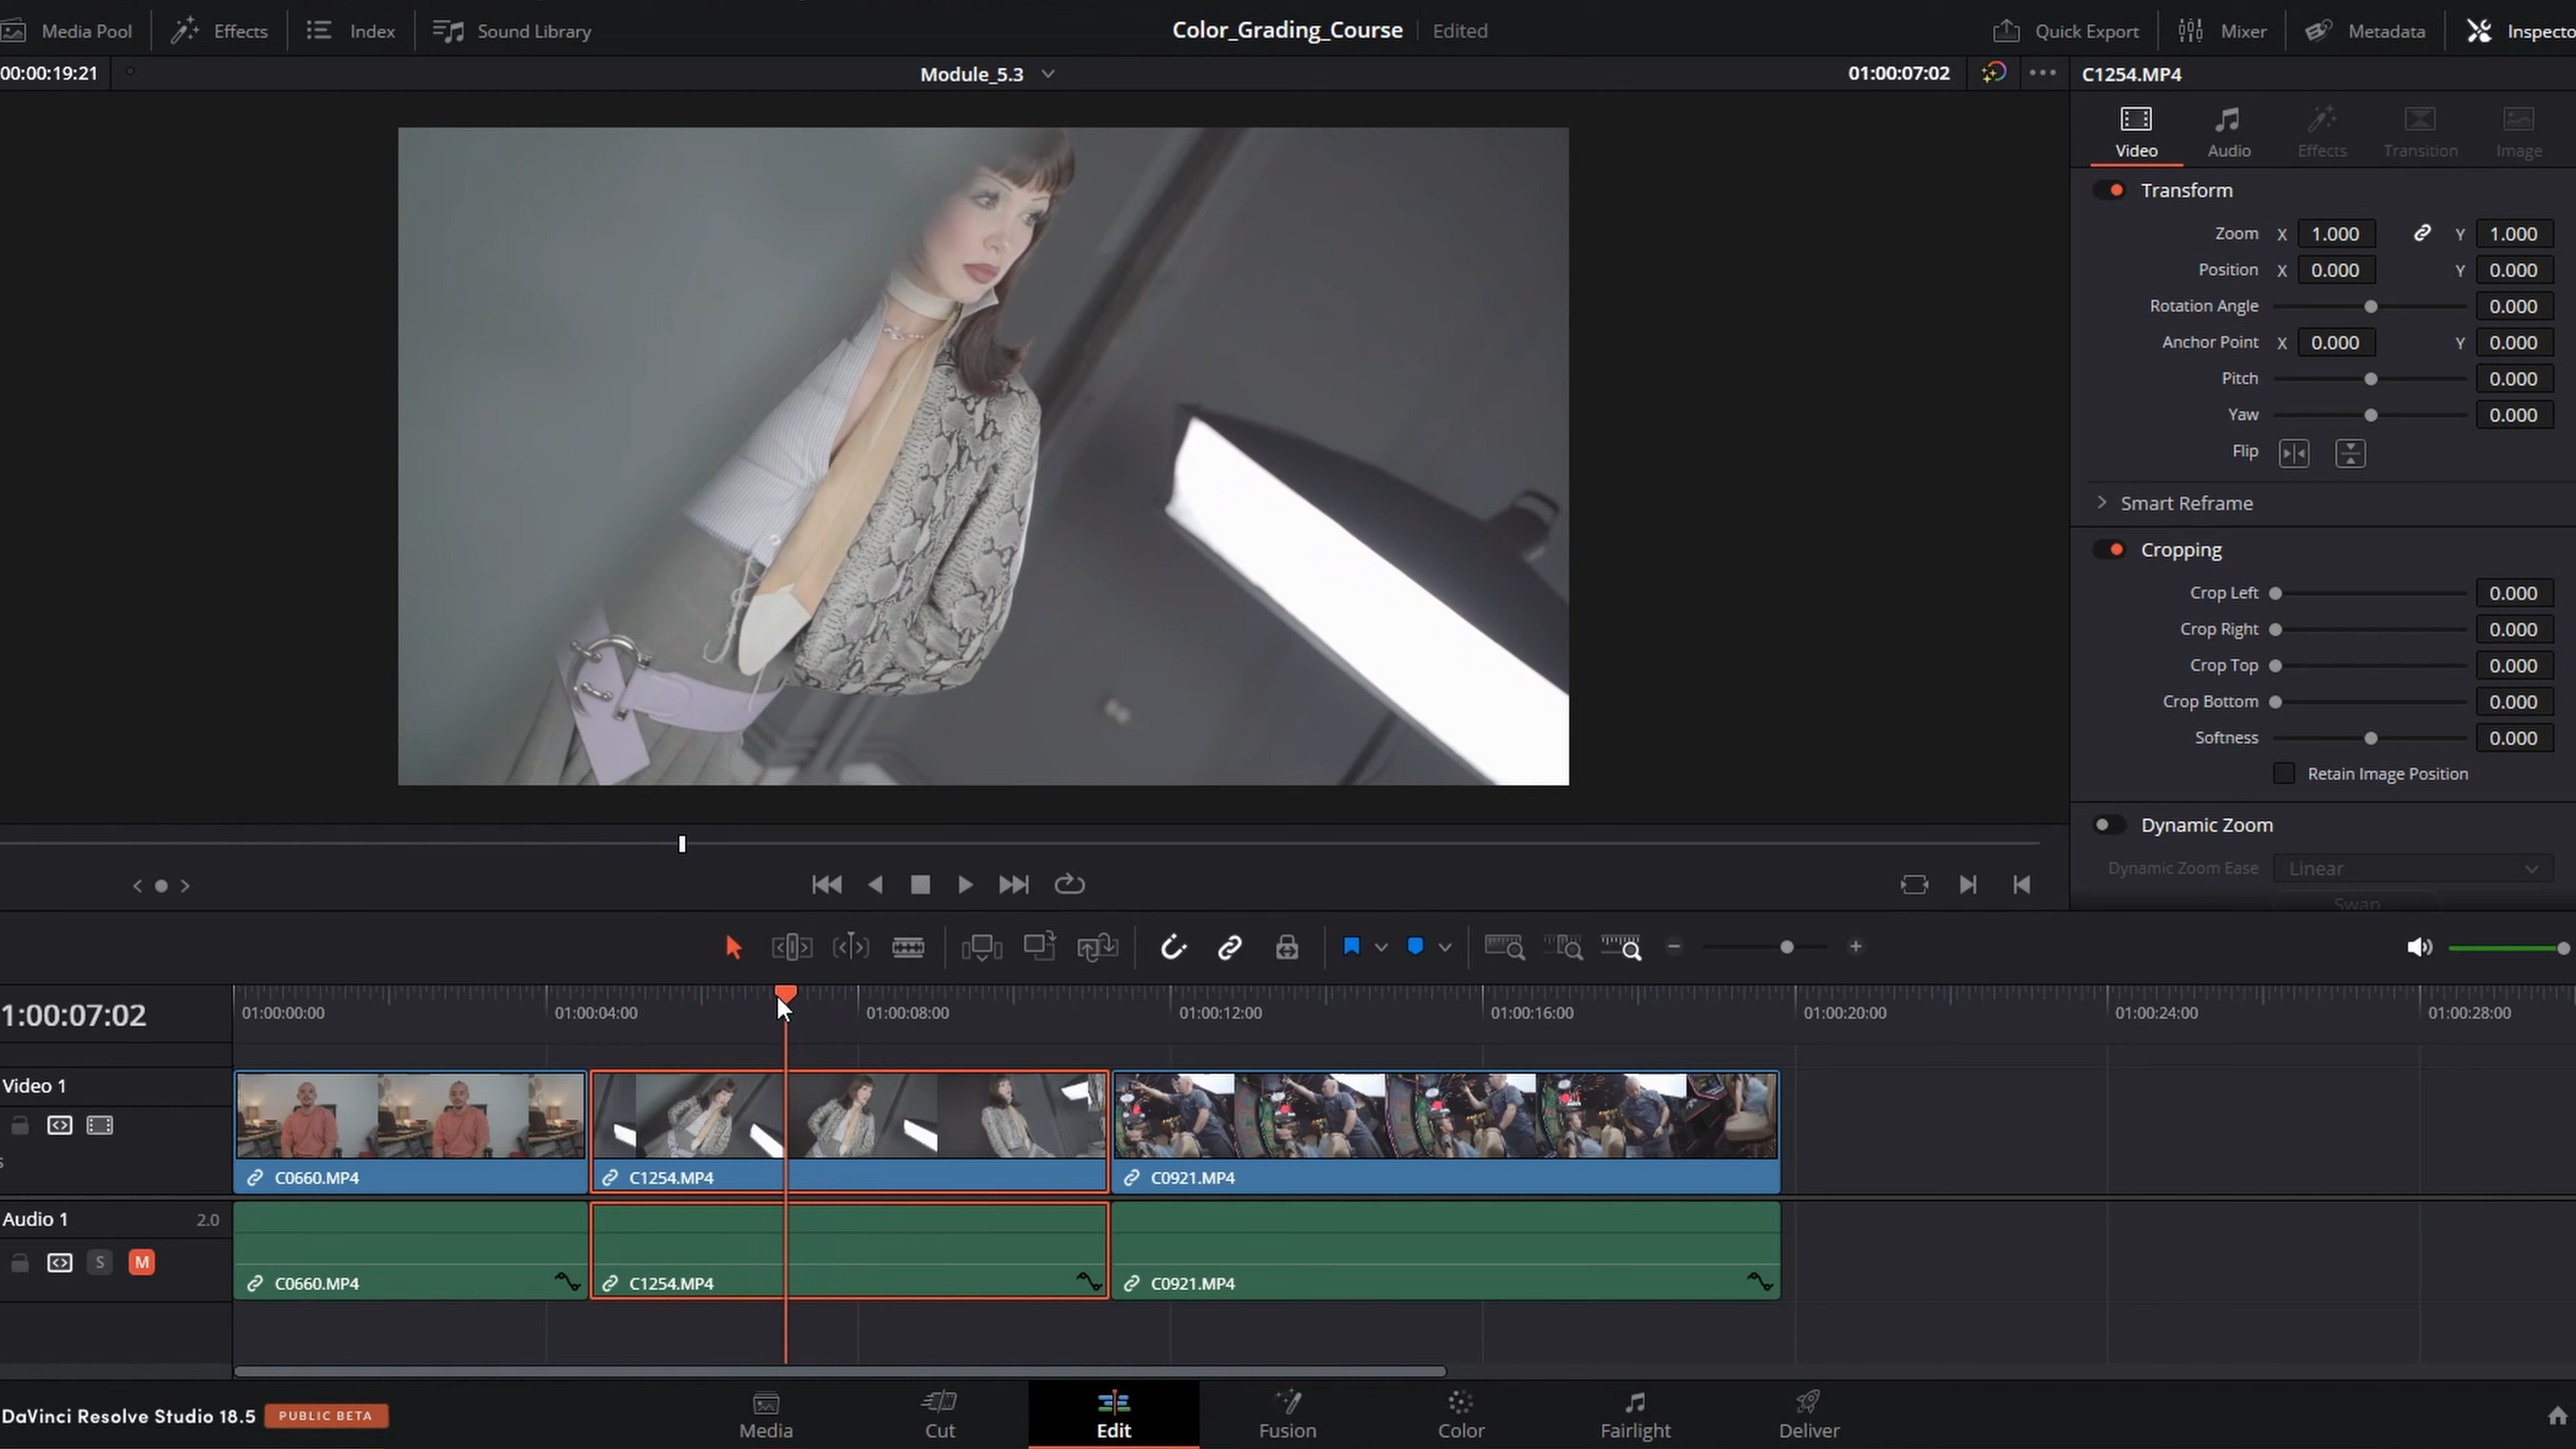 Media Pool Effects Index Sound Library Color_Grading_Course Edited Quick Export Mixer Metadata Inspecto
00:00:19:21 Module_5.3 01:00:07:02 C1254.MP4
Video Audio Effects Transition Image
Transform
Zoom X 1.000 Y 1.000
Position X 0.000 Y 0.000
Rotation Angle 0.000
Anchor Point X 0.000 Y 0.000
Pitch 0.000
Yaw 0.000
Flip
Smart Reframe
Cropping
Crop Left 0.000
Crop Right 0.000
Crop Top 0.000
Crop Bottom 0.000
Softness 0.000
Retain Image Position
Dynamic Zoom
Dynamic Zoom Ease Linear
Swap
1:00:07:02 01:00:00:00 01:00:04:00 01:00:08:00 01:00:12:00 01:00:16:00 01:00:20:00 01:00:24:00 01:00:28:00
Video 1
s
C0660.MP4 C1254.MP4 C0921.MP4
Audio 1 2.0
S M
C0660.MP4 C1254.MP4 C0921.MP4
DaVinci Resolve Studio 18.5 PUBLIC BETA Media Cut Edit Fusion Color Fairlight Deliver